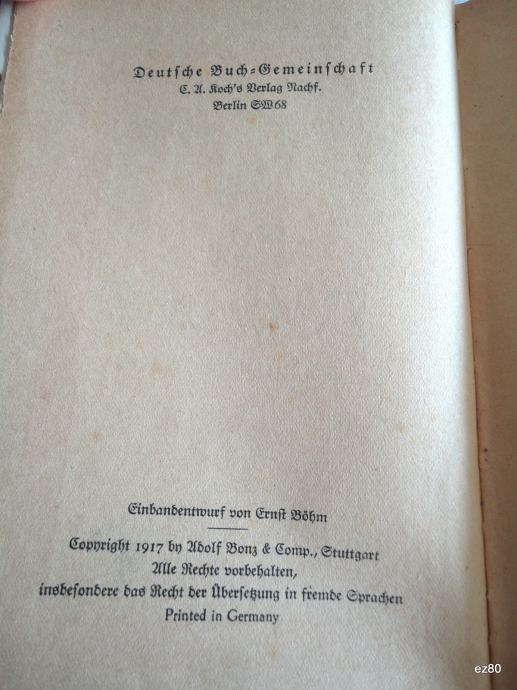 Deutsche Buch-Gemeinschaft
C. A. Koch's Verlag Nachf.
Berlin SW68
Einbandentwurf von Ernst Böhm
Copyright 1917 by Adolf Bonz & Comp., Stuttgart
Alle Rechte vorbehalten,
insbesondere das Recht der Übersetzung in fremde Sprachen
Printed in Germany
ez80